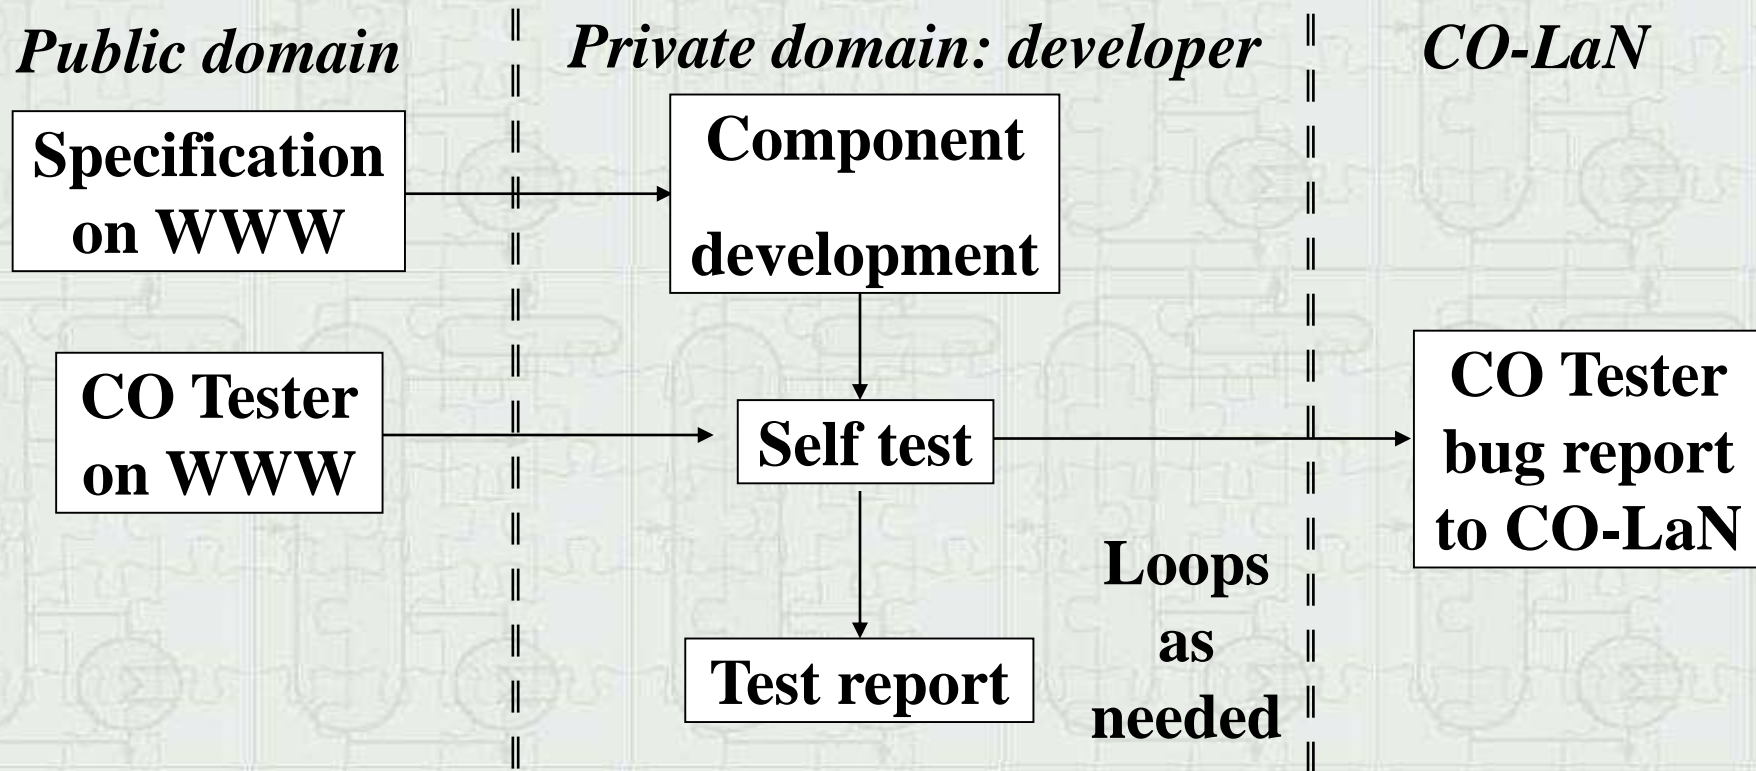 Public domain
Private domain: developer
CO-LaN
Specification
on WWW
Component
development
CO Tester
on WWW
Self test
CO Tester
bug report
to CO-LaN
Test report
Loops
as
needed